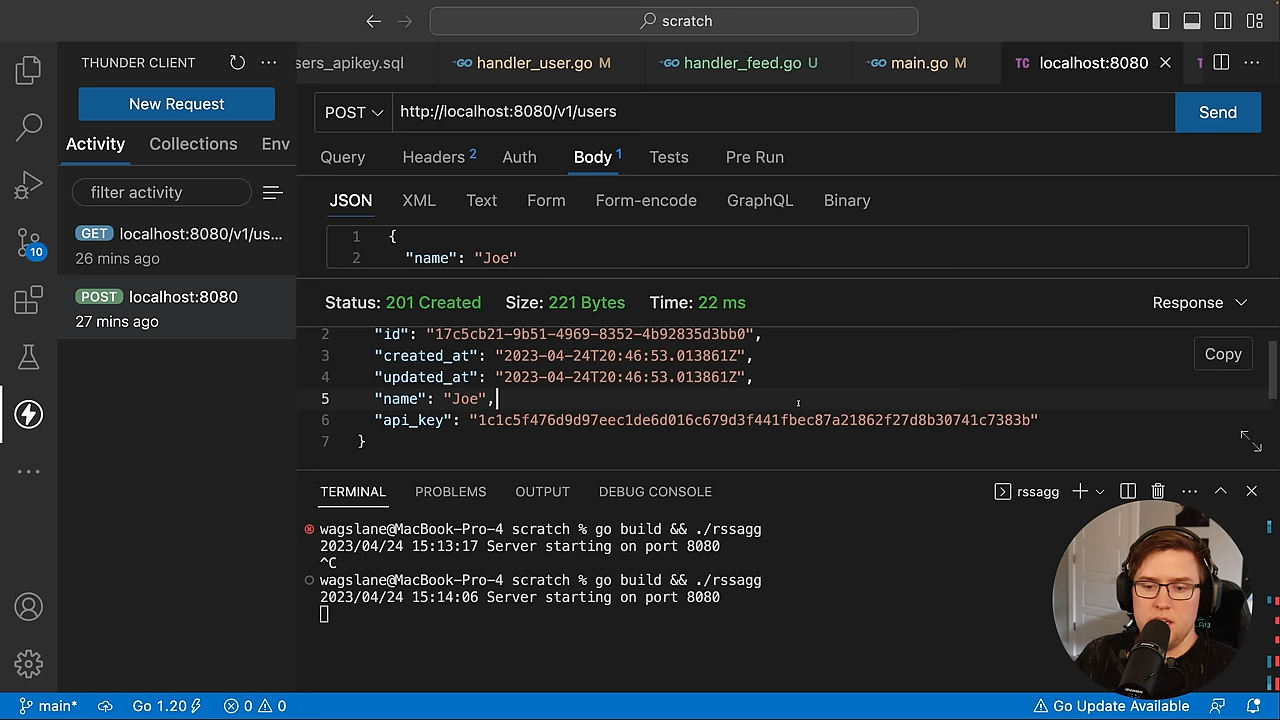 scratch
THUNDER CLIENT
New Request
Activity Collections Env
filter activity
GET localhost:8080/v1/us...
26 mins ago
POST localhost:8080
27 mins ago
sers_apikey.sql GO handler_user.go M GO handler_feed.go U GO main.go M TC localhost:8080
POST http://localhost:8080/v1/users Send
Query Headers 2 Auth Body 1 Tests Pre Run
JSON XML Text Form Form-encode GraphQL Binary
1 {
2 "name": "Joe"
Status: 201 Created Size: 221 Bytes Time: 22 ms Response
2 "id": "17c5cb21-9b51-4969-8352-4b92835d3bb0",
3 "created_at": "2023-04-24T20:46:53.013861Z",
4 "updated_at": "2023-04-24T20:46:53.013861Z",
5 "name": "Joe",
6 "api_key": "1c1c5f476d9d97eec1de6d016c679d3f441fbec87a21862f27d8b30741c7383b"
7 }
Copy
TERMINAL PROBLEMS OUTPUT DEBUG CONSOLE rssagg
wagslane@MacBook-Pro-4 scratch % go build && ./rssagg
2023/04/24 15:13:17 Server starting on port 8080
^C
wagslane@MacBook-Pro-4 scratch % go build && ./rssagg
2023/04/24 15:14:06 Server starting on port 8080
10
main* Go 1.20 0 0 Go Update Available